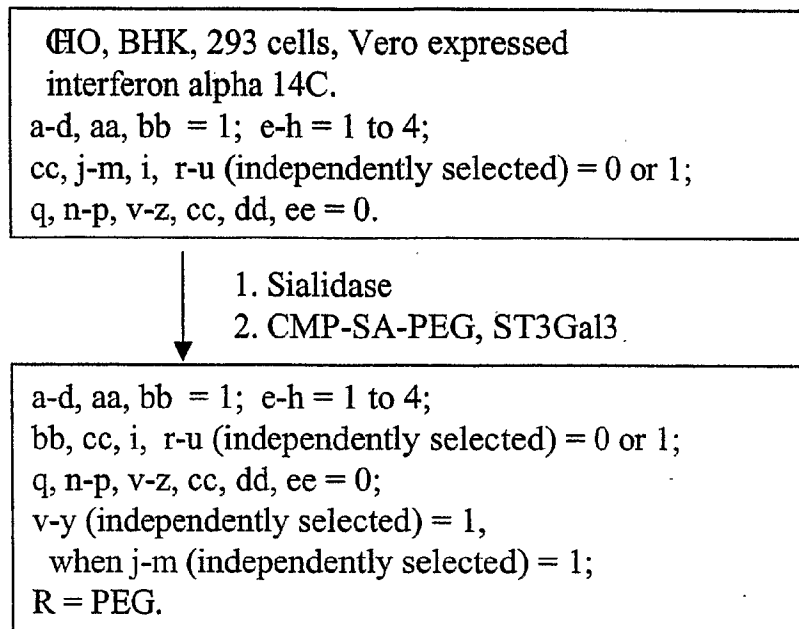 CHO, BHK, 293 cells, Vero expressed
interferon alpha 14C.
a-d, aa, bb = 1; e-h = 1 to 4;
cc, j-m, i, r-u (independently selected) = 0 or 1;
q, n-p, v-z, cc, dd, ee = 0.
1. Sialidase
2. CMP-SA-PEG, ST3Gal3
a-d, aa, bb = 1; e-h = 1 to 4;
bb, cc, i, r-u (independently selected) = 0 or 1;
q, n-p, v-z, cc, dd, ee = 0;
v-y (independently selected) = 1,
when j-m (independently selected) = 1;
R = PEG.